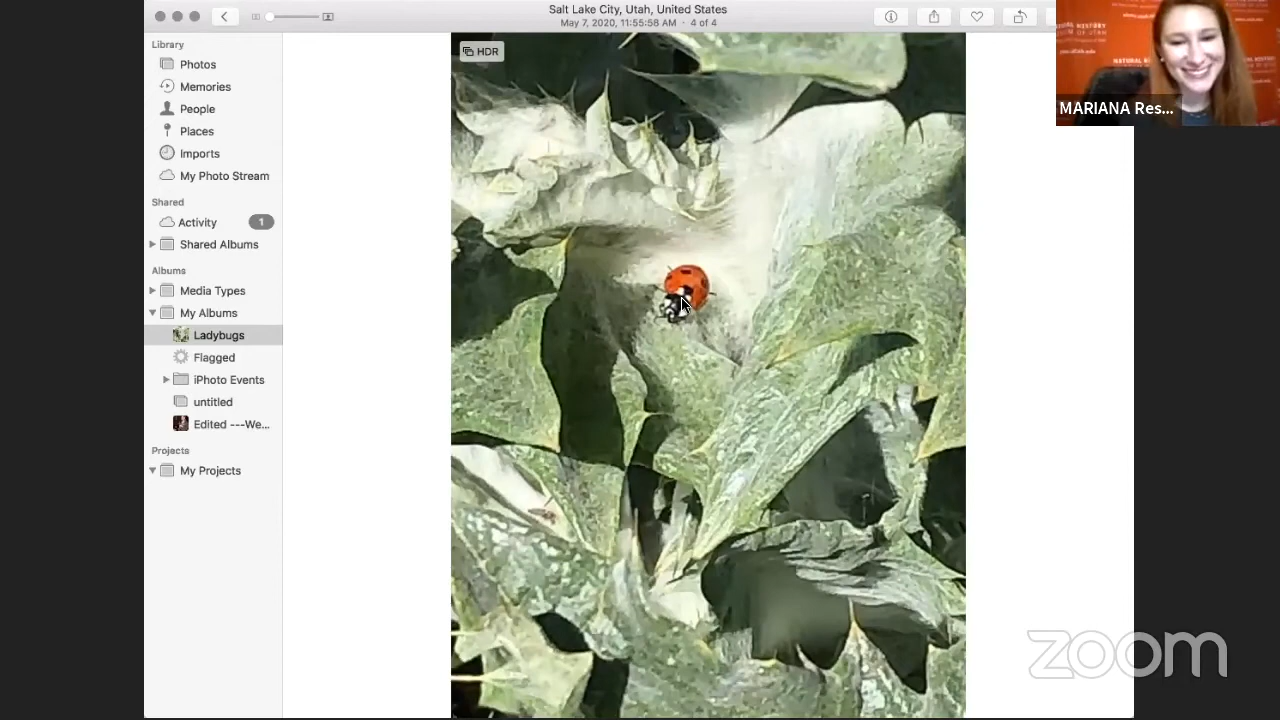 Salt Lake City, Utah, United States
May 7, 2020, 11:55:58 AM · 4 of 4
HDR
Library
Photos
Memories
People
Places
Imports
My Photo Stream
Shared
Activity 1
Shared Albums
Albums
Media Types
My Albums
Ladybugs
Flagged
iPhoto Events
untitled
Edited ---We...
Projects
My Projects
MARIANA Res...
zoom